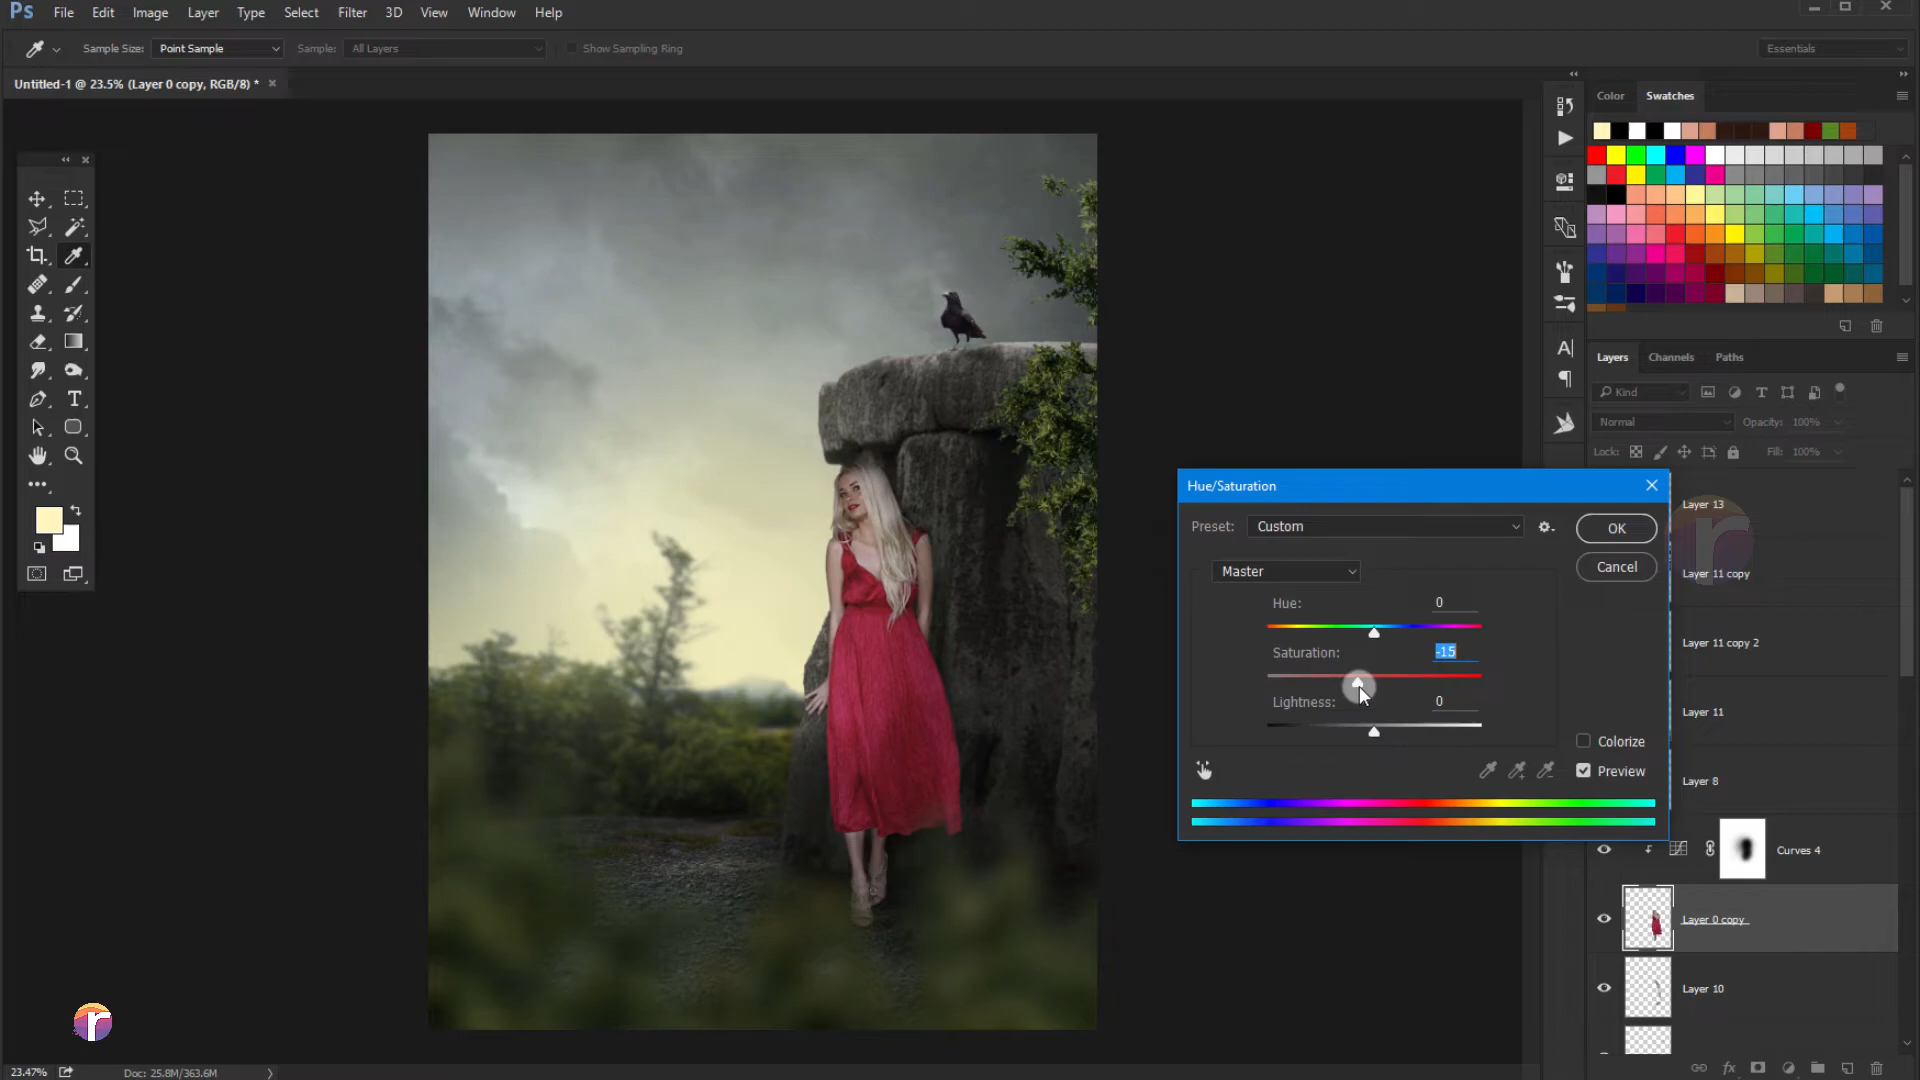 Ps File Edit Image Layer Type Select Filter 3D View Window Help
Sample Size: Point Sample Sample: All Layers Show Sampling Ring Essentials
Untitled-1 @ 23.5% (Layer 0 copy, RGB/8) *
Color Swatches
Layers Channels Paths
Kind
Normal Opacity: 100%
Lock: Fill: 100%
Layer 13
Layer 11 copy
Layer 11 copy 2
Layer 11
Layer 8
Curves 4
Layer 0 copy
Layer 10
Hue/Saturation
Preset: Custom OK
Cancel
Master
Hue: 0
Saturation: -15
Lightness: 0
Colorize
Preview
r
r
23.47% Doc: 25.8M/363.6M